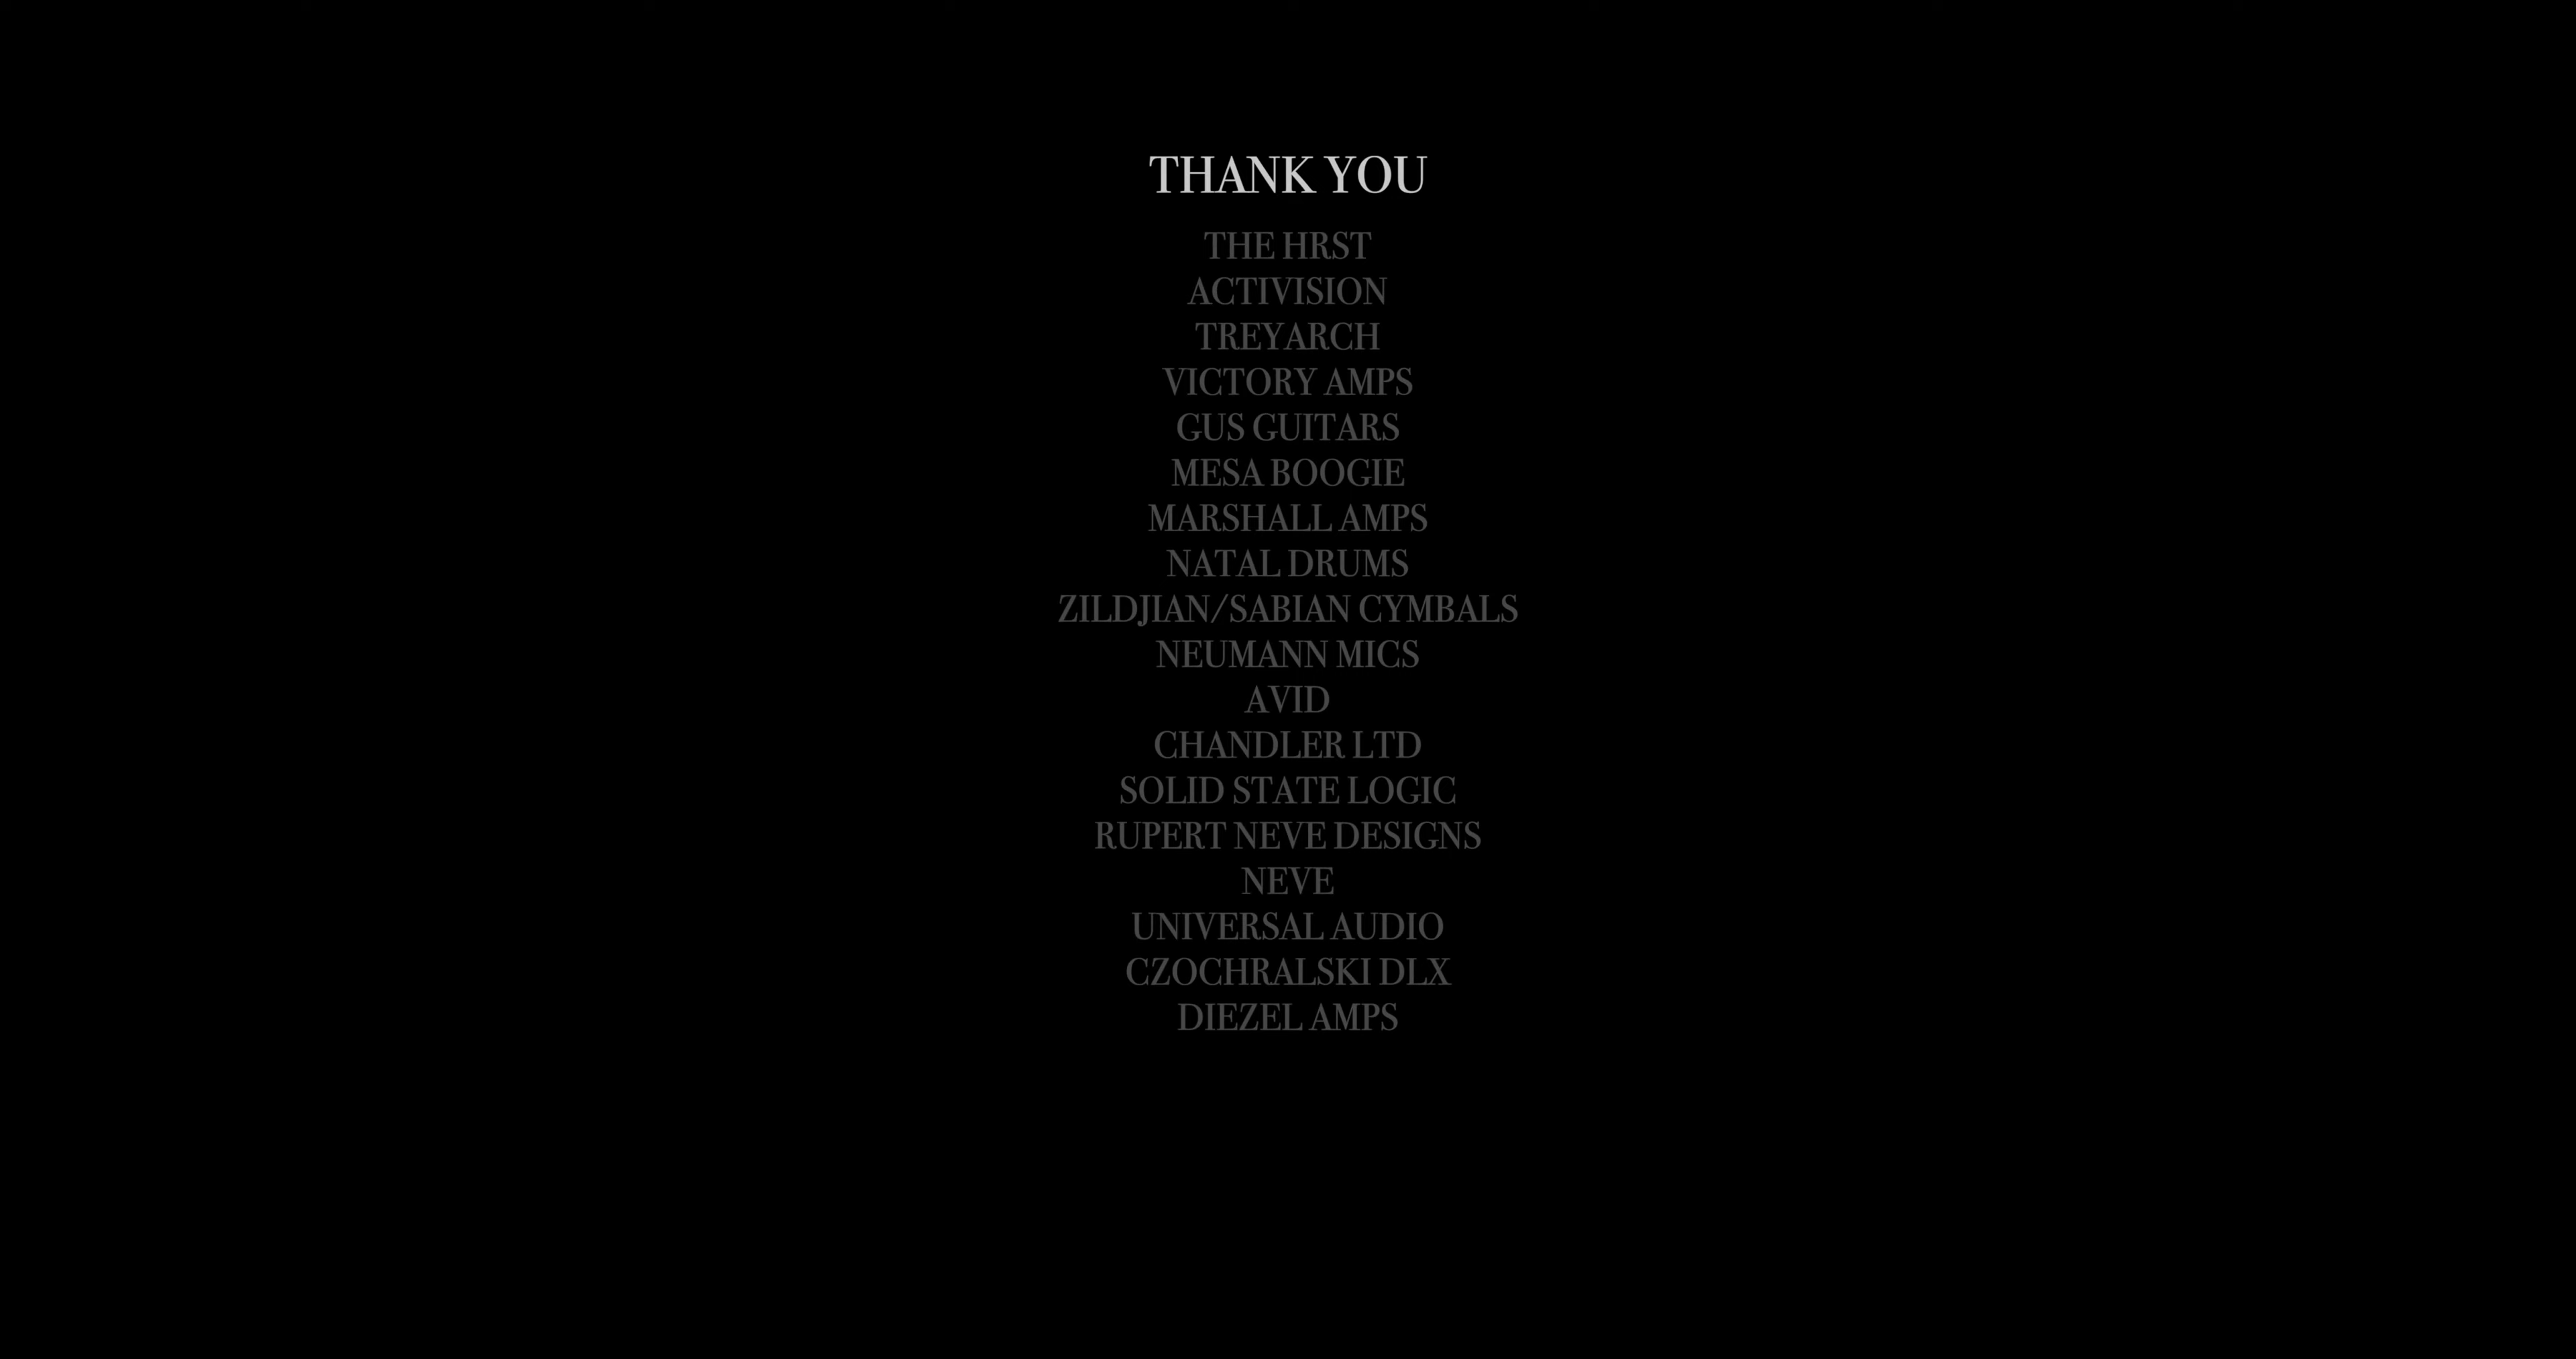 THANK YOU
THE HRST
ACTIVISION
TREYARCH
VICTORY AMPS
GUS GUITARS
MESA BOOGIE
MARSHALL AMPS
NATAL DRUMS
ZILDJIAN/SABIAN CYMBALS
NEUMANN MICS
AVID
CHANDLER LTD
SOLID STATE LOGIC
RUPERT NEVE DESIGNS
NEVE
UNIVERSAL AUDIO
CZOCHRALSKI DLX
DIEZEL AMPS